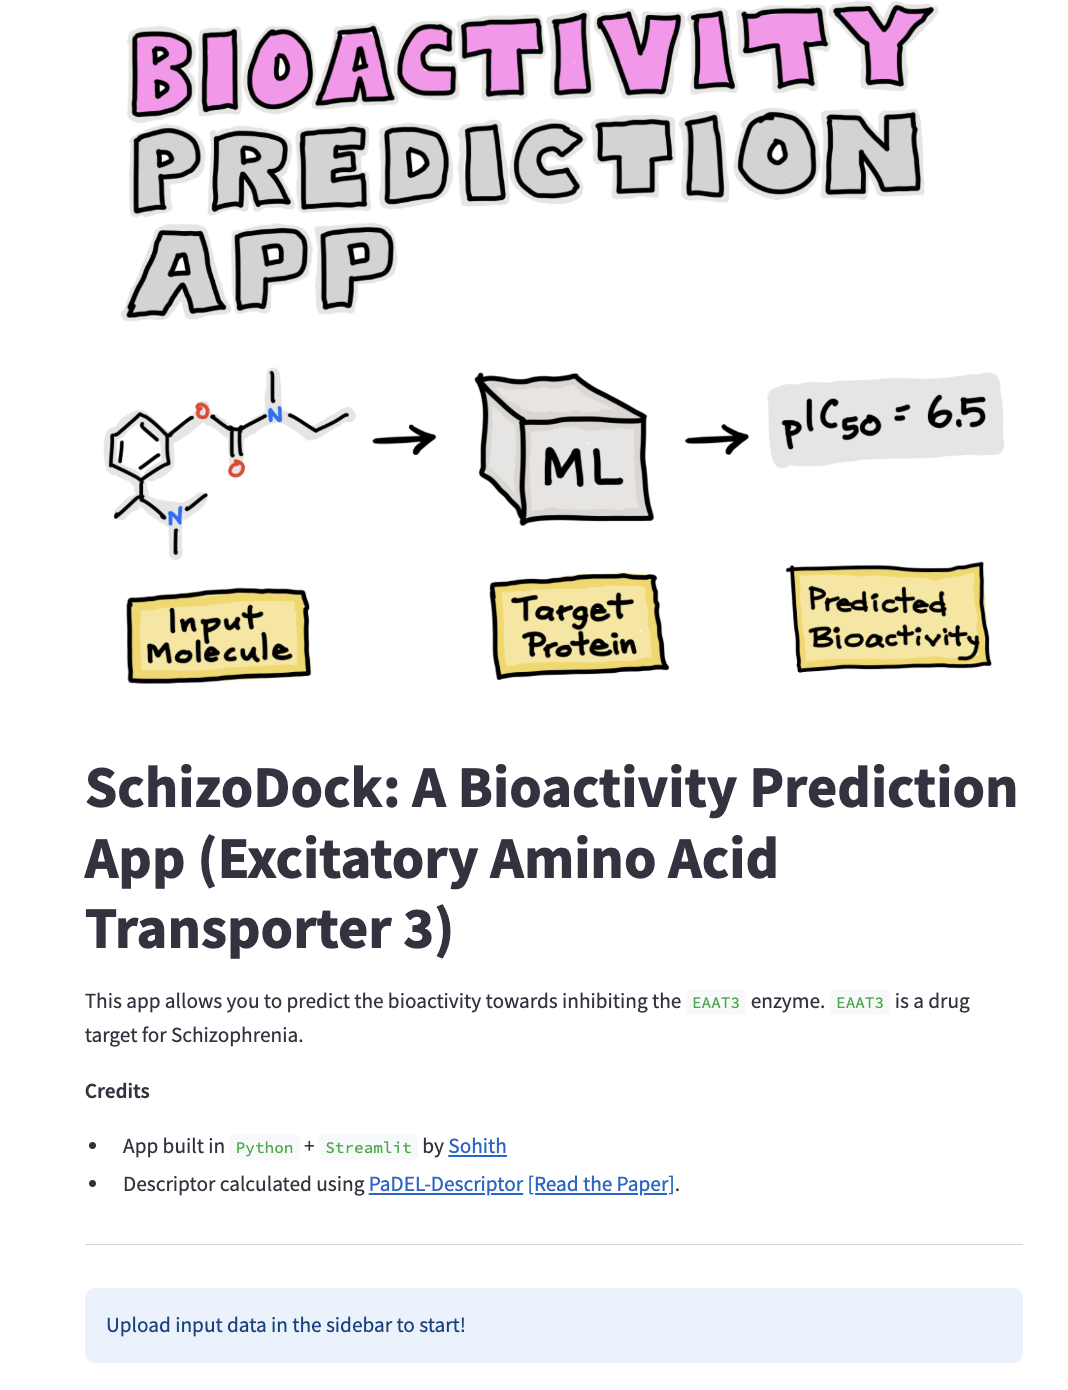 BIOACTIVITY
PREDICTION
APP
O
N
O
N
ML
pIC50 = 6.5
Input
Molecule
Target
Protein
Predicted
Bioactivity
SchizoDock: A Bioactivity Prediction
App (Excitatory Amino Acid
Transporter 3)
This app allows you to predict the bioactivity towards inhibiting the EAAT3 enzyme. EAAT3 is a drug
target for Schizophrenia.
Credits
• App built in Python + Streamlit by Sohith
• Descriptor calculated using PaDEL-Descriptor [Read the Paper].
Upload input data in the sidebar to start!